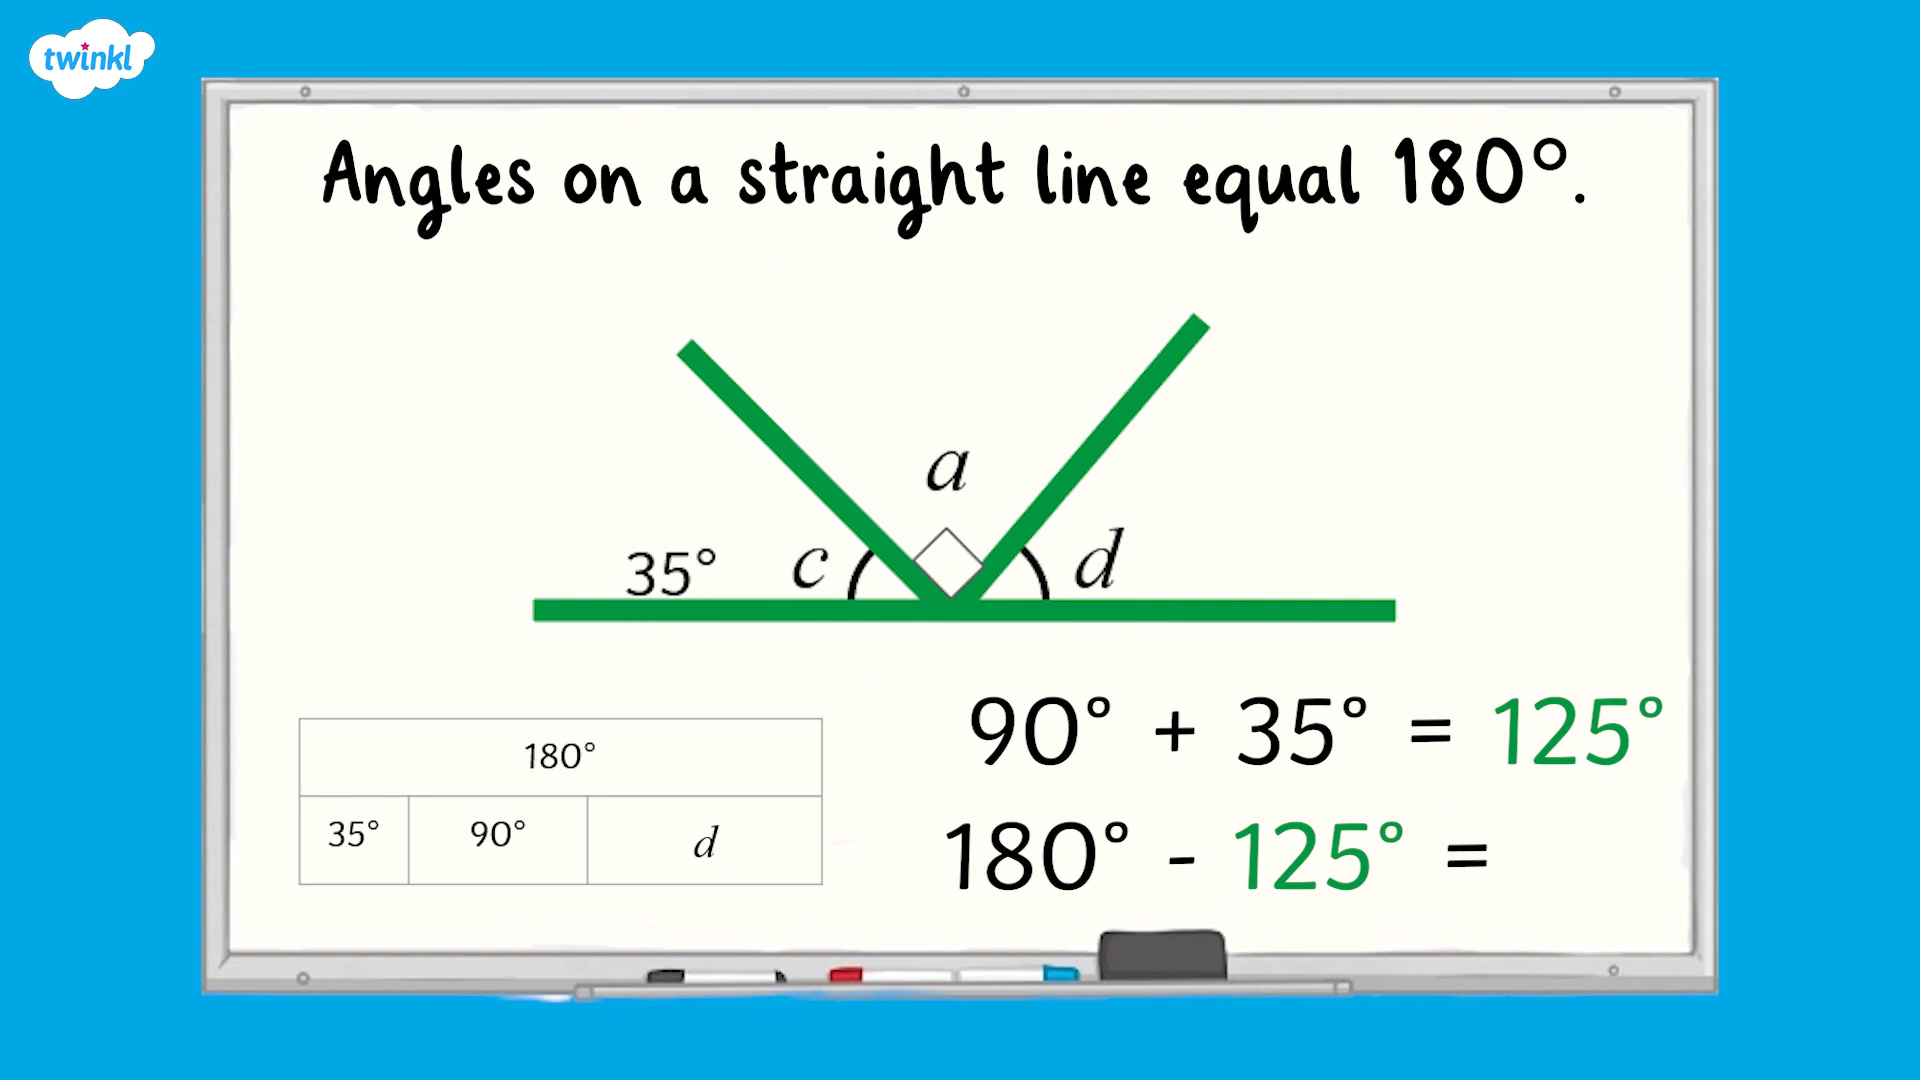 twinkl
Angles on a straight line equal 180°.
a
35° c d
180°
35° 90° d
90° + 35° = 125°
180° - 125° =